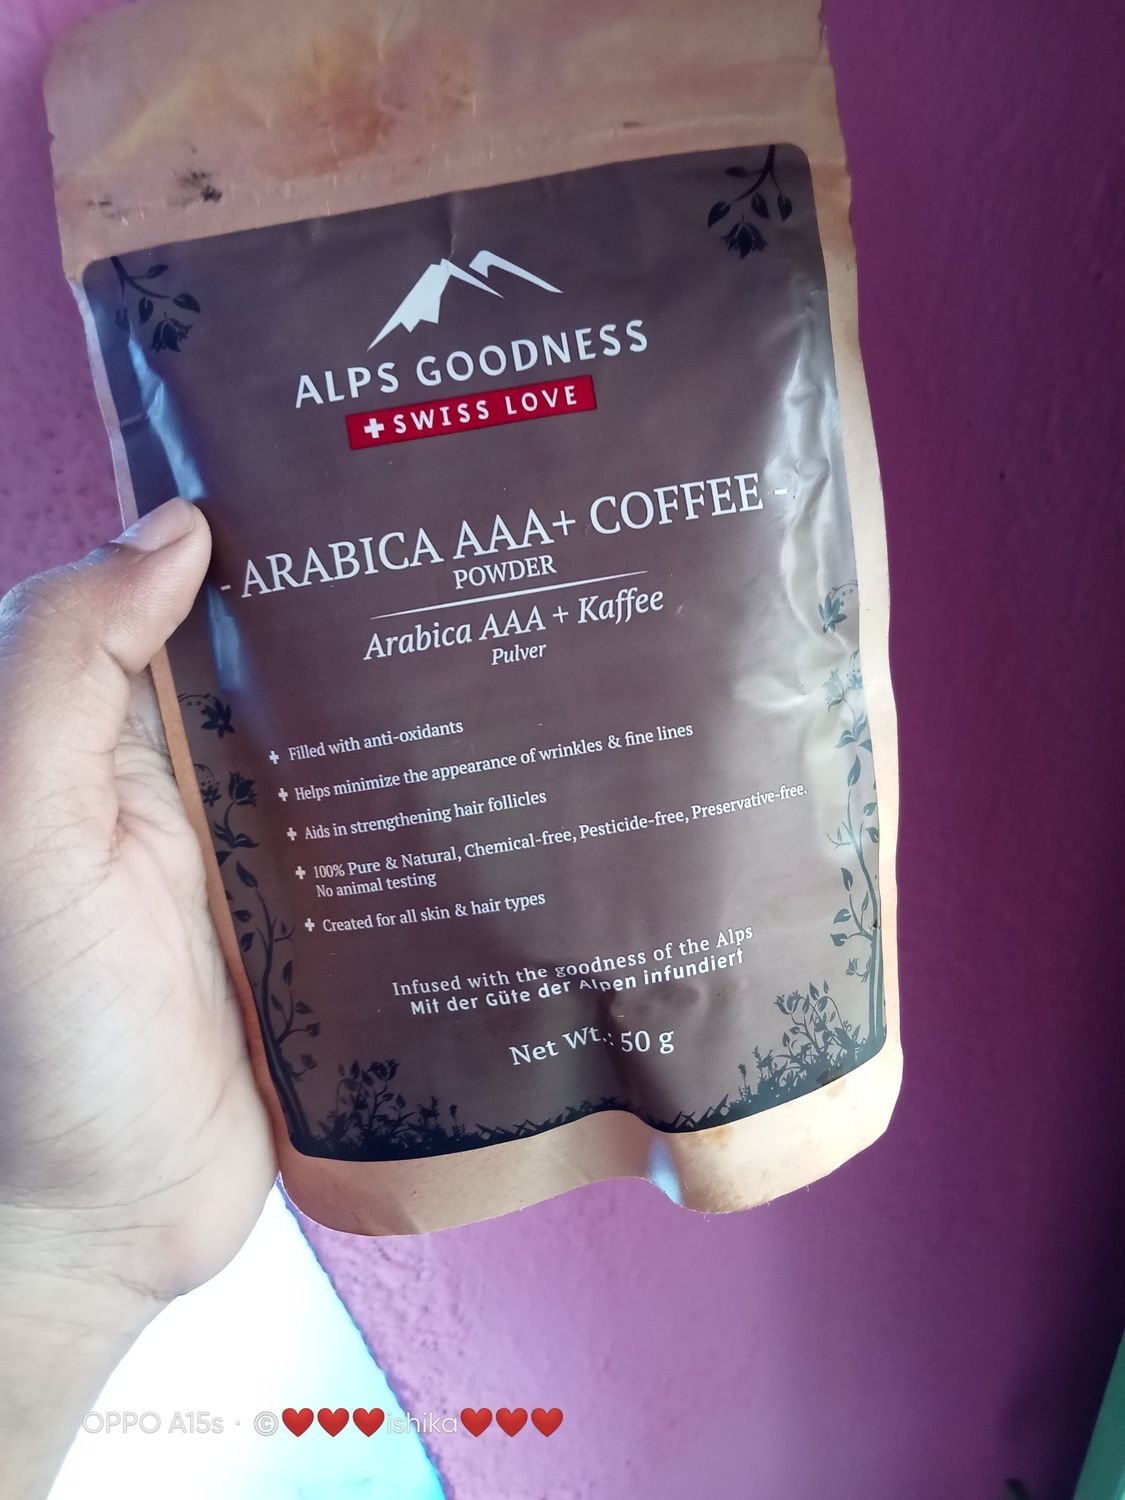 ALPS GOODNESS
SWISS LOVE
- ARABICA AAA+ COFFEE -
POWDER
Arabica AAA + Kaffee
Pulver
Filled with anti-oxidants
Helps minimize the appearance of wrinkles & fine lines
Aids in strengthening hair follicles
100% Pure & Natural, Chemical-free, Pesticide-free, Preservative-free.
No animal testing
Created for all skin & hair types
Infused with the goodness of the Alps
Mit der Güte der Alpen infundiert
Net Wt.: 50 g
OPPO A15s · ©❤️❤️❤️ishika❤️❤️❤️